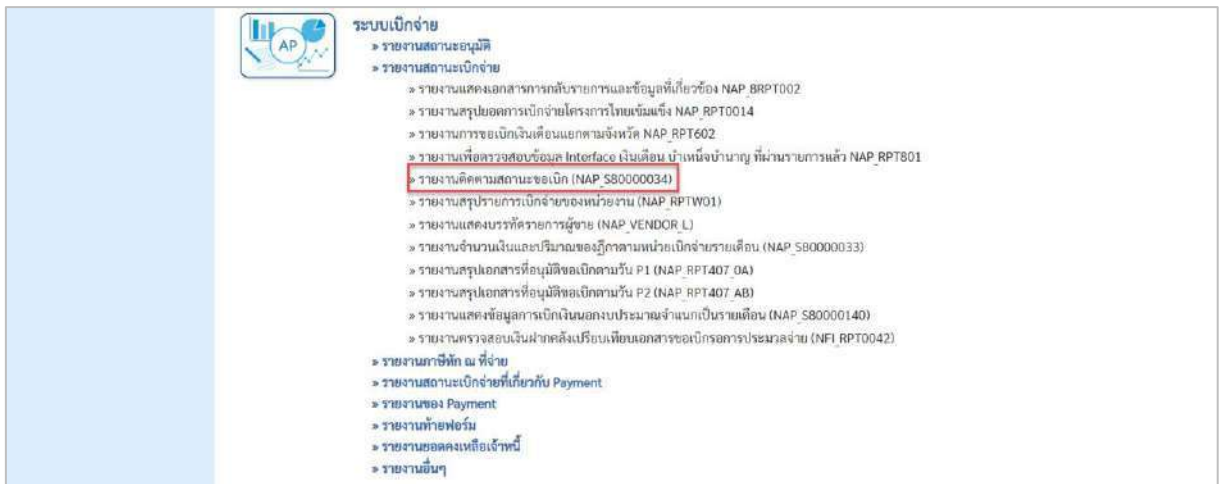 AP
ระบบเบิกจ่าย
» รายงานสถานะอนุมัติ
» รายงานสถานะเบิกจ่าย
» รายงานแสดงเอกสารการกลับรายการและข้อมูลที่เกี่ยวข้อง NAP_BRPT002
» รายงานสรุปยอดการเบิกจ่ายโครงการไทยเข้มแข็ง NAP_RPT0014
» รายงานการขอเบิกเงินเดือนแยกตามจังหวัด NAP_RPT602
» รายงานเพื่อตรวจสอบข้อมูล Interface เงินเดือน บำเหน็จบำนาญ ที่ผ่านรายการแล้ว NAP_RPT801
» รายงานติดตามสถานะขอเบิก (NAP_S80000034)
» รายงานสรุปรายการเบิกจ่ายของหน่วยงาน (NAP_RPTW01)
» รายงานแสดงบรรทัดรายการผู้ขาย (NAP_VENDOR_L)
» รายงานจำนวนเงินและปริมาณของฎีกาตามหน่วยเบิกจ่ายรายเดือน (NAP_S80000033)
» รายงานสรุปเอกสารที่อนุมัติขอเบิกตามวัน P1 (NAP_RPT407_0A)
» รายงานสรุปเอกสารที่อนุมัติขอเบิกตามวัน P2 (NAP_RPT407_AB)
» รายงานแสดงข้อมูลการเบิกเงินนอกงบประมาณจำแนกเป็นรายเดือน (NAP_S80000140)
» รายงานตรวจสอบเงินฝากคลังเปรียบเทียบเอกสารขอเบิกรอการประมวลจ่าย (NFI_RPT0042)
» รายงานภาษีหัก ณ ที่จ่าย
» รายงานสถานะเบิกจ่ายที่เกี่ยวกับ Payment
» รายงานของ Payment
» รายงานท้ายฟอร์ม
» รายงานยอดคงเหลือเจ้าหนี้
» รายงานอื่นๆ